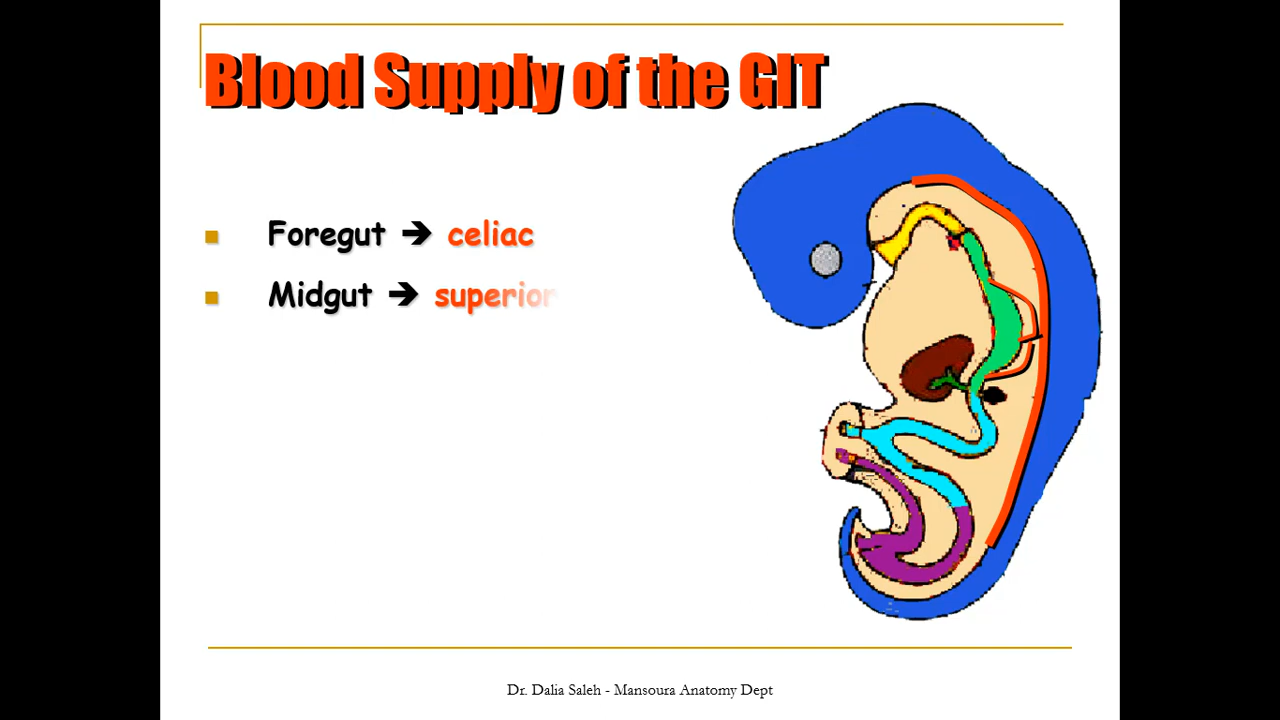 Blood Supply of the GIT
Foregut ➔ celiac
Midgut ➔ superior
Dr. Dalia Saleh - Mansoura Anatomy Dept